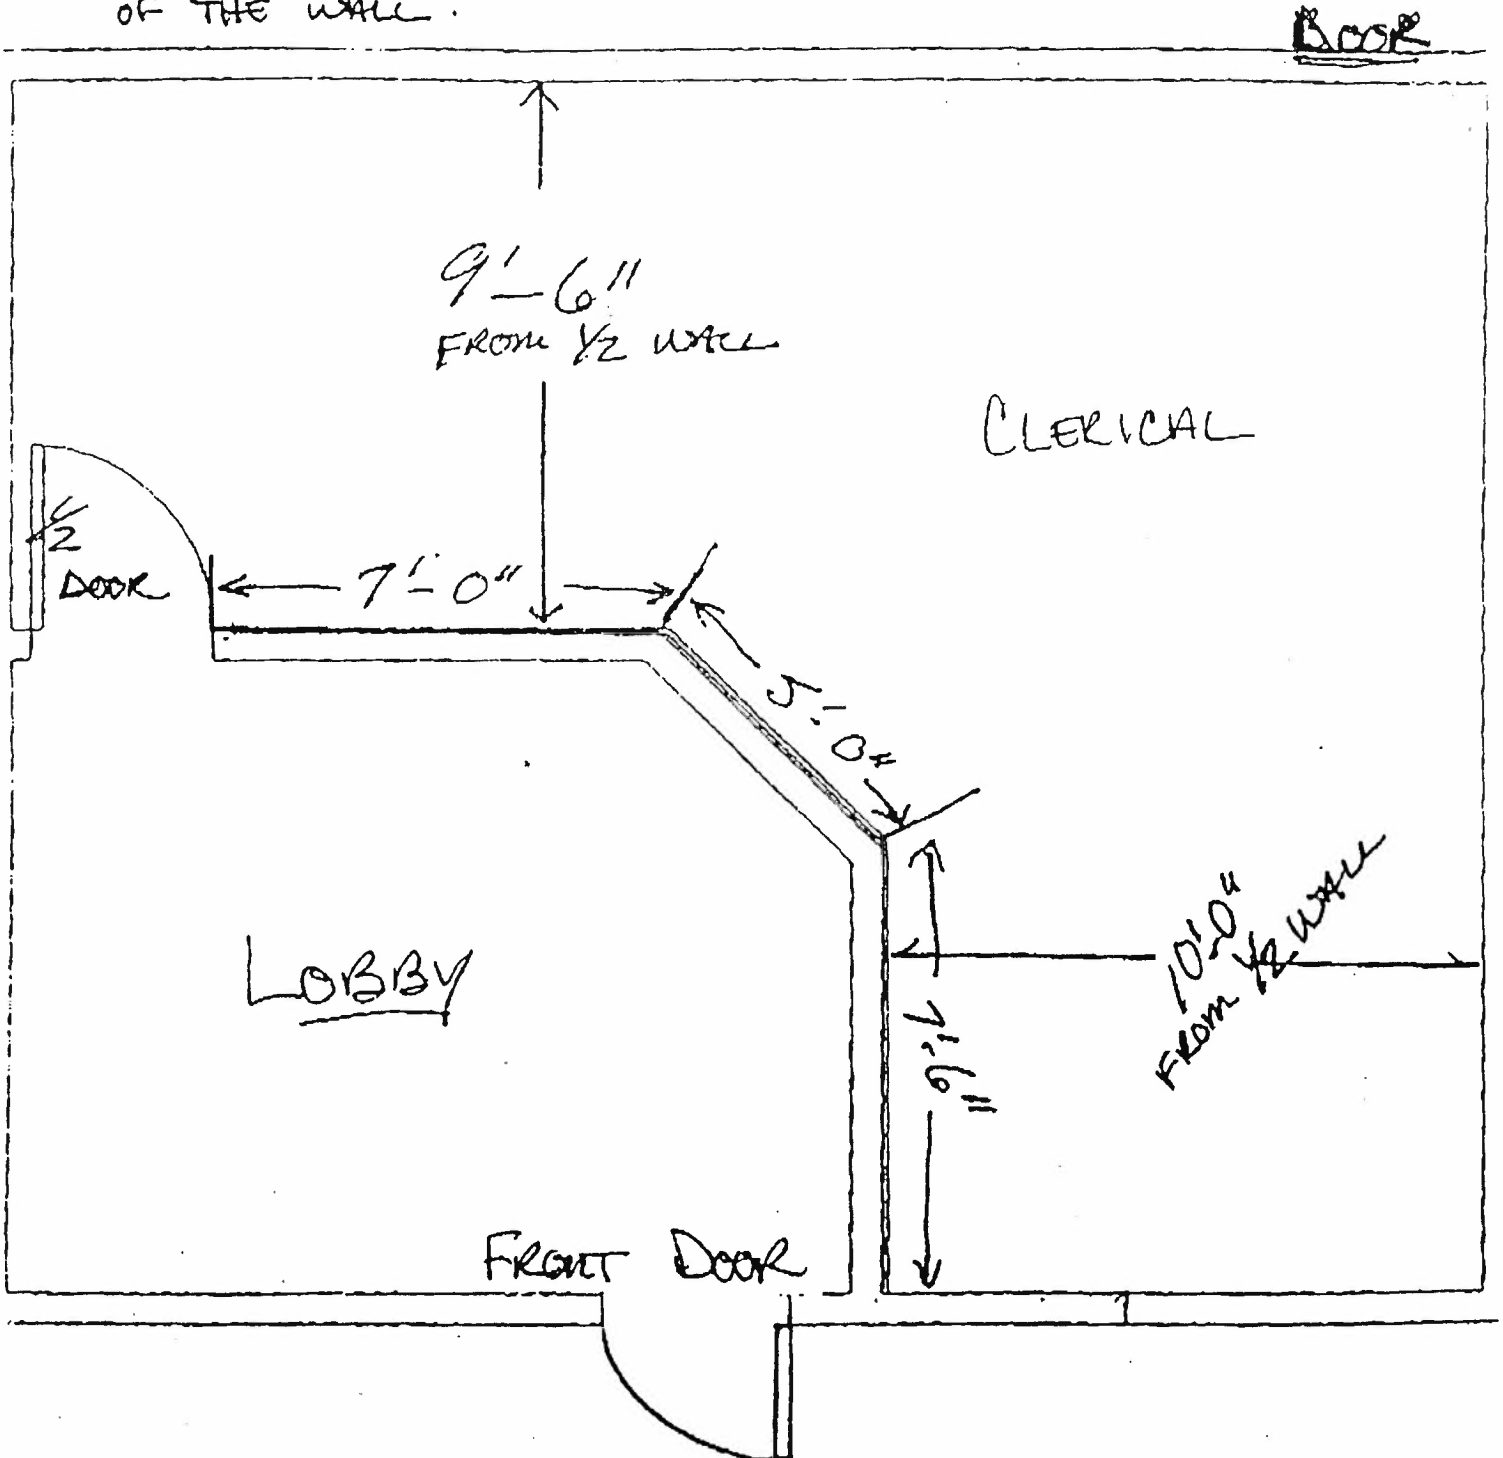 OF THE WALL.
DOOR
9'-6"
FROM 1/2 WALL
CLERICAL
1/2
DOOR
7'-0"
5'-0"
10'-0"
FROM 1/2 WALL
7'-6"
LOBBY
FRONT DOOR